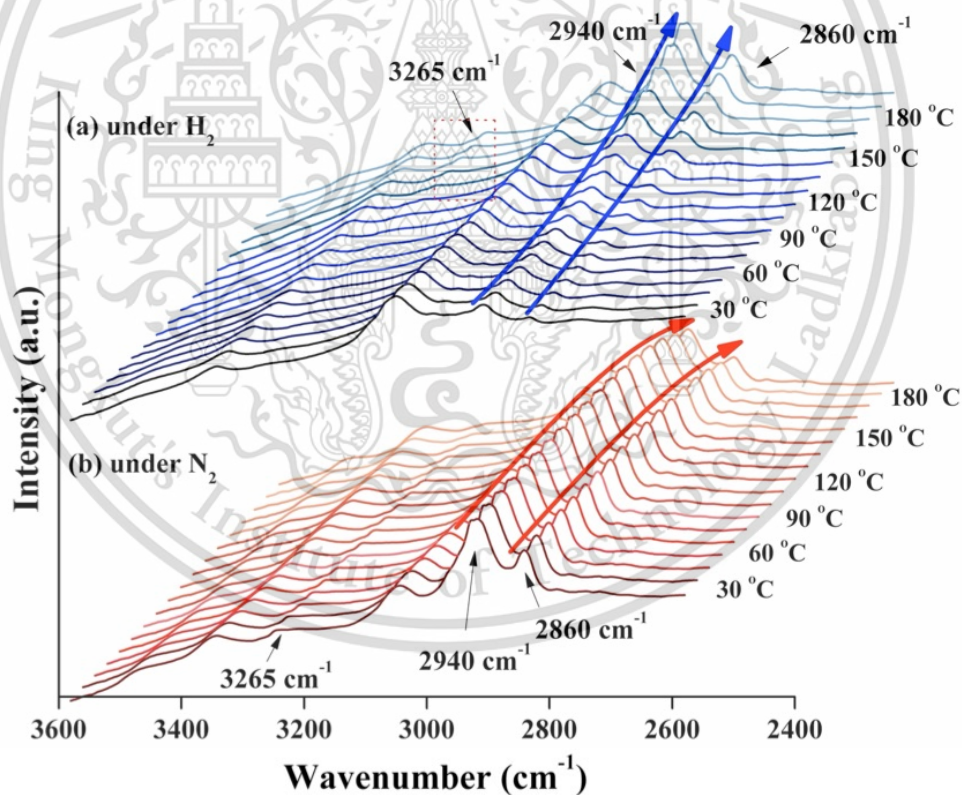 2940 cm⁻¹
2860 cm⁻¹
3265 cm⁻¹
(a) under H₂
180 °C
150 °C
120 °C
90 °C
60 °C
30 °C
(b) under N₂
180 °C
150 °C
120 °C
90 °C
60 °C
30 °C
2860 cm⁻¹
2940 cm⁻¹
3265 cm⁻¹
Intensity (a.u.)
3600 3400 3200 3000 2800 2600 2400
Wavenumber (cm⁻¹)
King Mongkut's Institute of Technology Ladkrabang